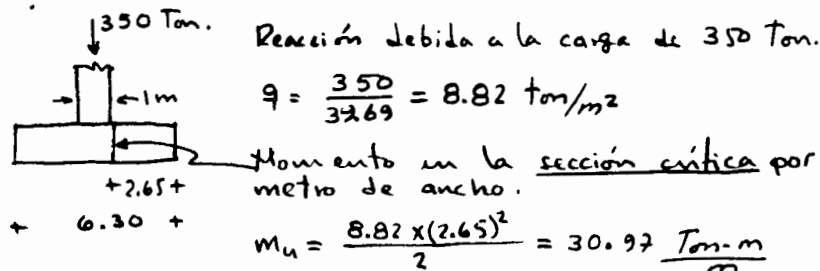 350 Ton.
Reacción debida a la carga de 350 Ton.
q = 350 / 39.69 = 8.82 ton/m²
1m
Momento en la sección crítica por
metro de ancho.
2.65
6.30
mu = 8.82 x (2.65)² / 2 = 30.97 Ton-m / m